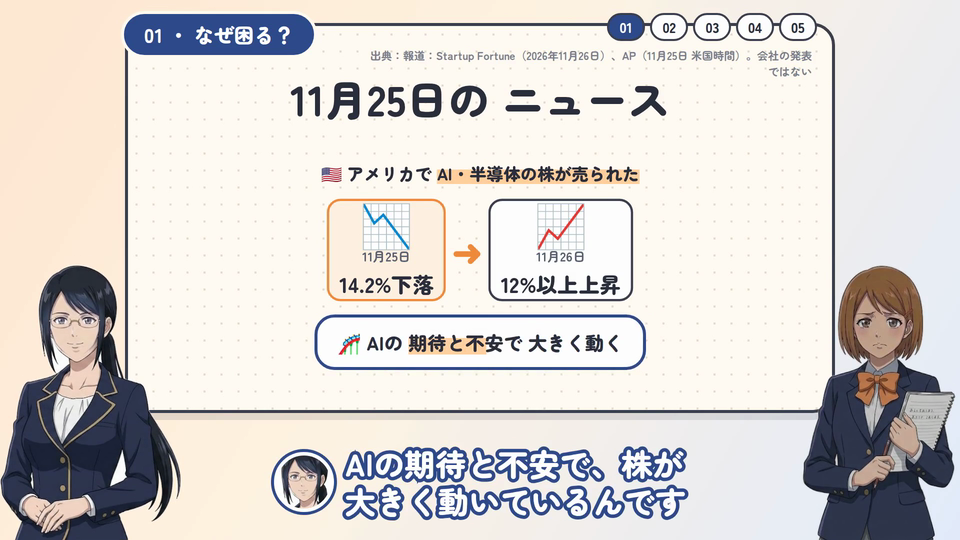 01 ・ なぜ困る？
01 02 03 04 05
出典：報道：Startup Fortune（2026年11月26日）、AP（11月25日 米国時間）。会社の発表
ではない
11月25日の ニュース
🇺🇸 アメリカで AI・半導体の株が売られた
11月25日
14.2%下落
→
11月26日
12%以上上昇
AIの 期待と不安で 大きく動く
AIの期待と不安で、株が
大きく動いているんです